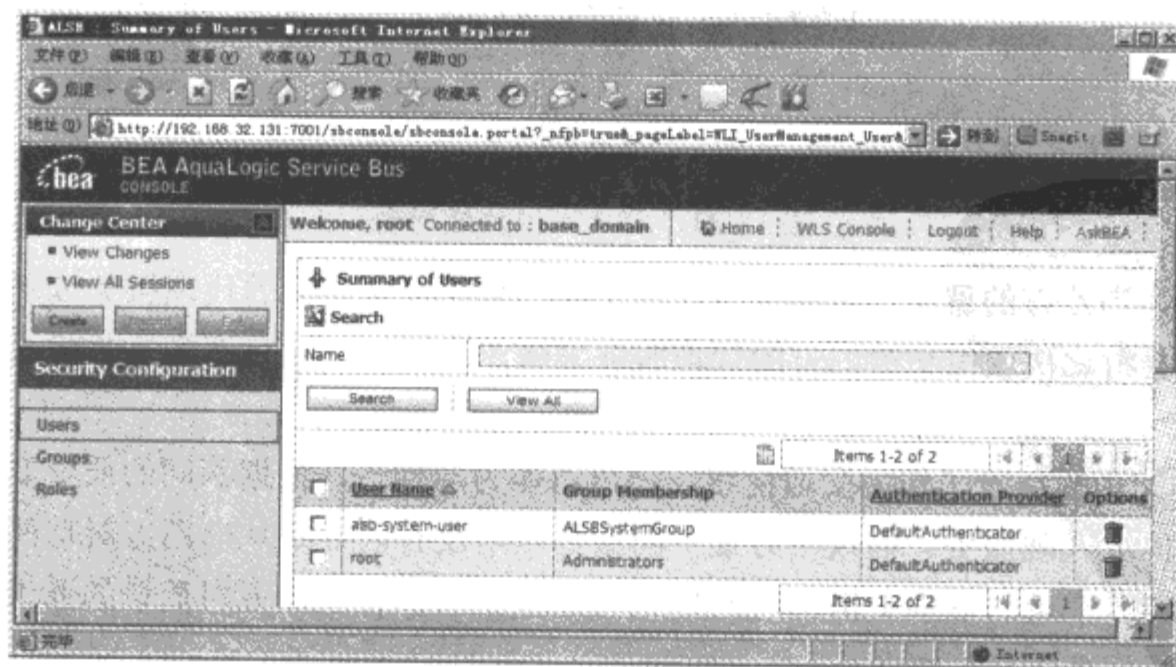 ALSB : Summary of Users - Microsoft Internet Explorer
文件(F) 编辑(E) 查看(V) 收藏(A) 工具(T) 帮助(H)
后退 搜索 收藏夹
地址(D) http://192.168.32.131:7001/sbconsole/sbconsole.portal?_nfpb=true&_pageLabel=WLI_UserManagement_User& 转到 SnagIt
bea BEA AquaLogic Service Bus
CONSOLE
Change Center
View Changes
View All Sessions
Create
Exit
Security Configuration
Users
Groups
Roles
Welcome, root Connected to : base_domain Home WLS Console Logout Help AskBEA
Summary of Users
Search
Name
Search View All
Items 1-2 of 2 1
User Name Group Membership Authentication Provider Options
alsb-system-user ALSBSystemGroup DefaultAuthenticator
root Administrators DefaultAuthenticator
Items 1-2 of 2 1
完毕 Internet